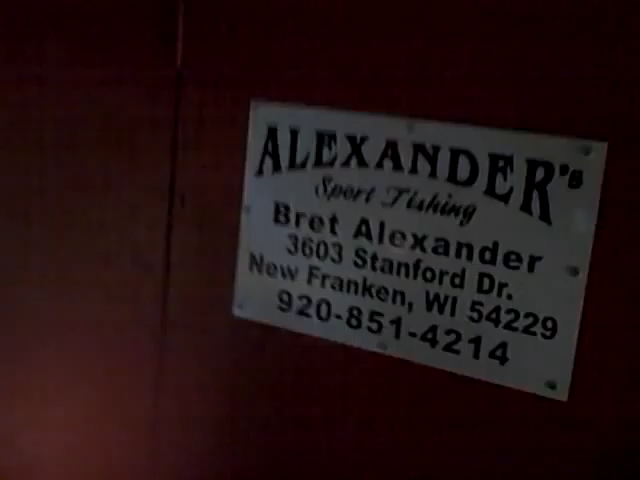 ALEXANDER'S
Sport Fishing
Bret Alexander
3603 Stanford Dr.
New Franken, WI 54229
920-851-4214